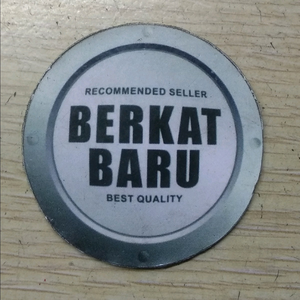 RECOMMENDED SELLER
BERKAT
BARU
BEST QUALITY